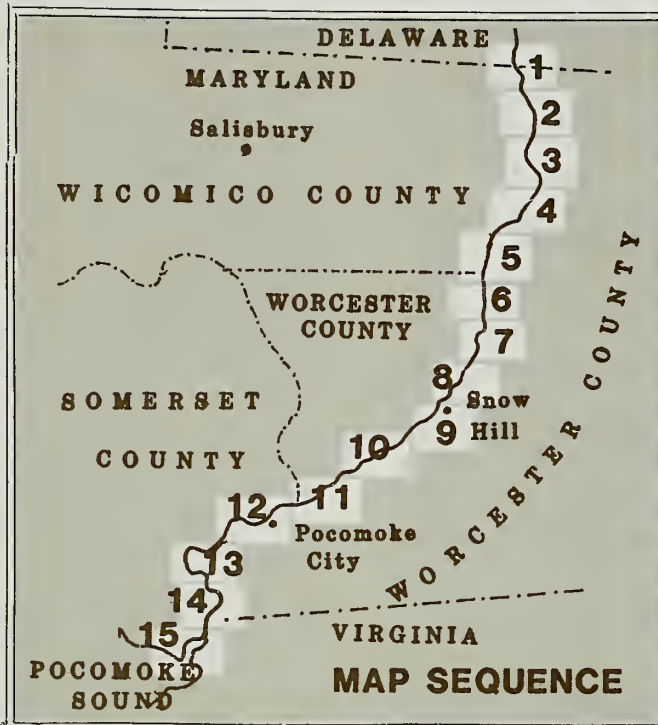 DELAWARE
1
MARYLAND
2
Salisbury
3
WICOMICO COUNTY
4
5
WORCESTER
COUNTY
6
7
WORCESTER COUNTY
8
Snow
Hill
9
SOMERSET
COUNTY
10
11
12
Pocomoke
City
13
14
15
VIRGINIA
POCOMOKE
SOUND
MAP SEQUENCE